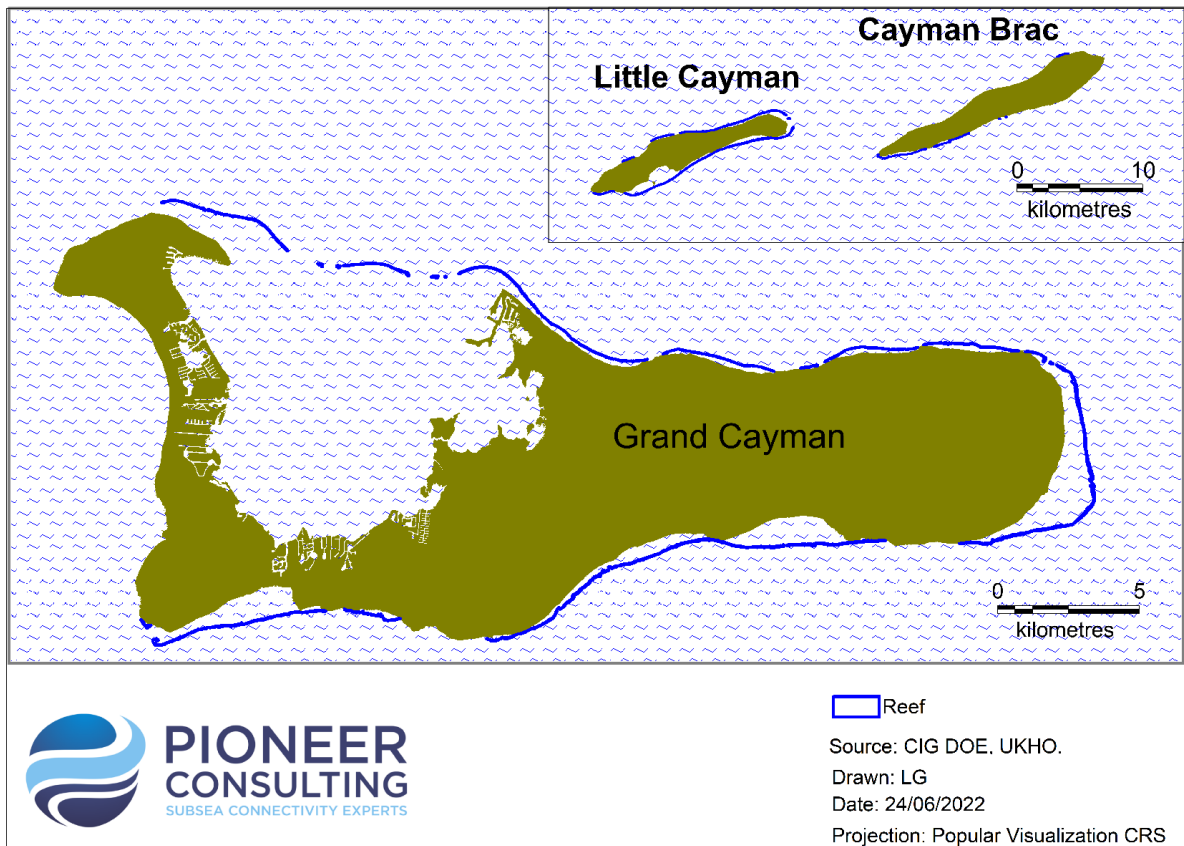 Cayman Brac
Little Cayman
0 10
kilometres
Grand Cayman
0 5
kilometres
PIONEER
CONSULTING
SUBSEA CONNECTIVITY EXPERTS
Reef
Source: CIG DOE, UKHO.
Drawn: LG
Date: 24/06/2022
Projection: Popular Visualization CRS